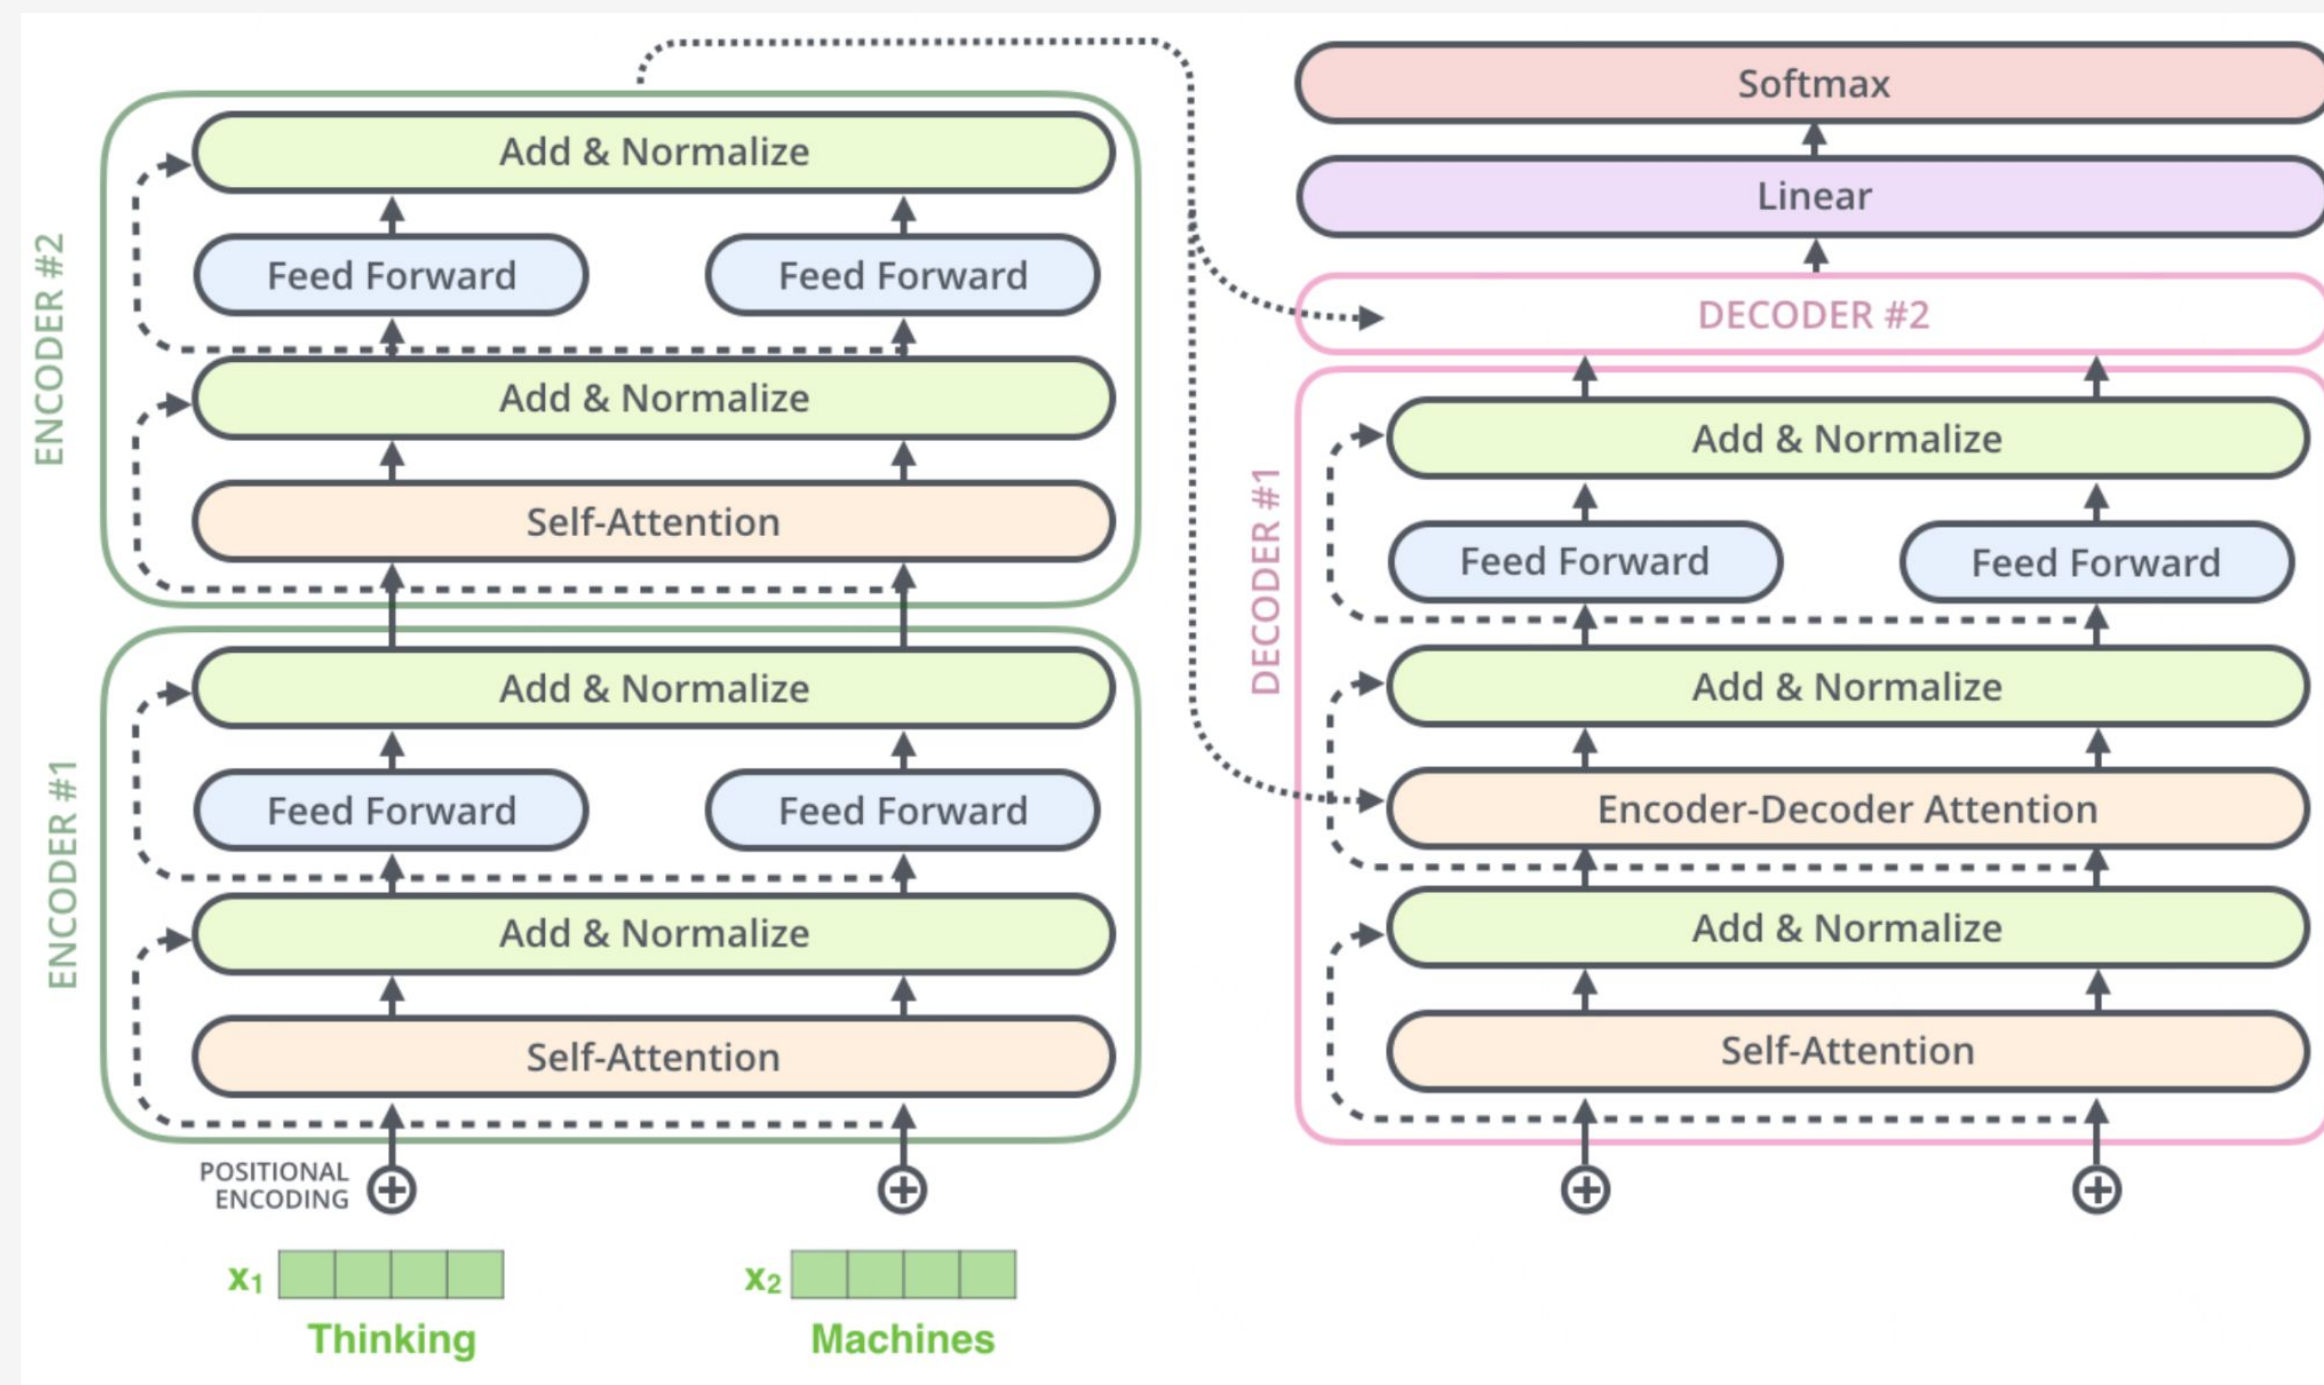 ENCODER #2
Add & Normalize
Feed Forward
Feed Forward
Add & Normalize
Self-Attention
ENCODER #1
Add & Normalize
Feed Forward
Feed Forward
Add & Normalize
Self-Attention
POSITIONAL
ENCODING
x₁
x₂
Thinking
Machines
Softmax
Linear
DECODER #2
DECODER #1
Add & Normalize
Feed Forward
Feed Forward
Add & Normalize
Encoder-Decoder Attention
Add & Normalize
Self-Attention